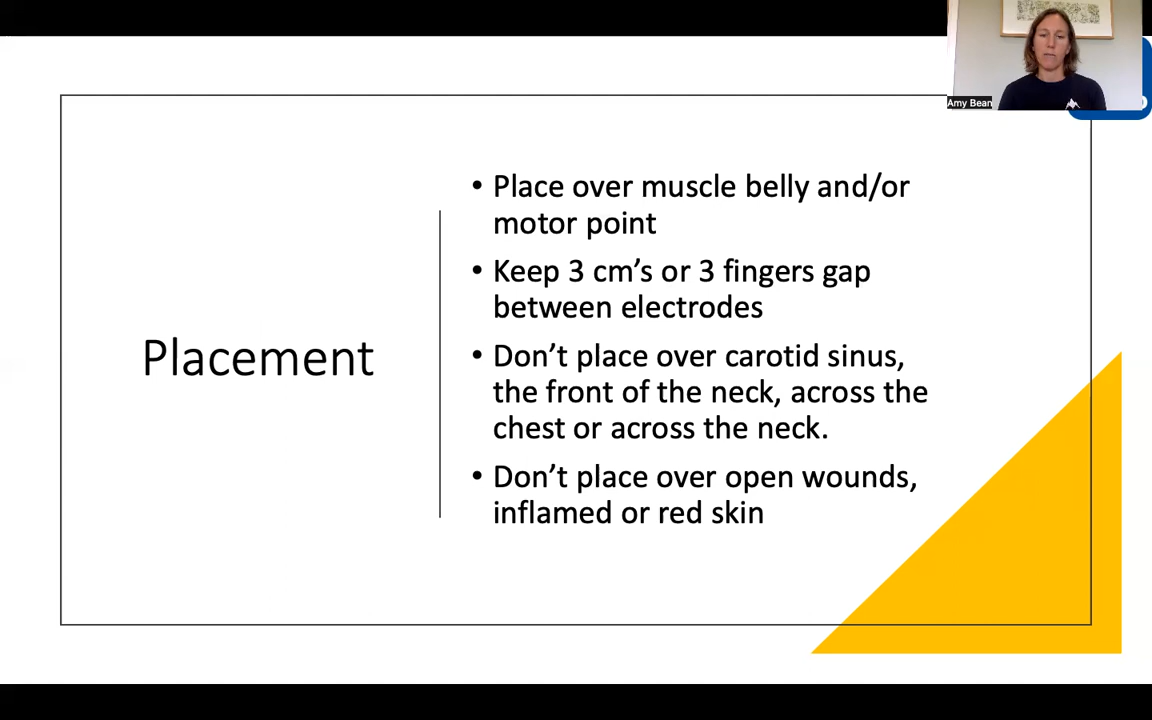 Amy Bean
Placement
• Place over muscle belly and/or
motor point
• Keep 3 cm’s or 3 fingers gap
between electrodes
• Don’t place over carotid sinus,
the front of the neck, across the
chest or across the neck.
• Don’t place over open wounds,
inflamed or red skin